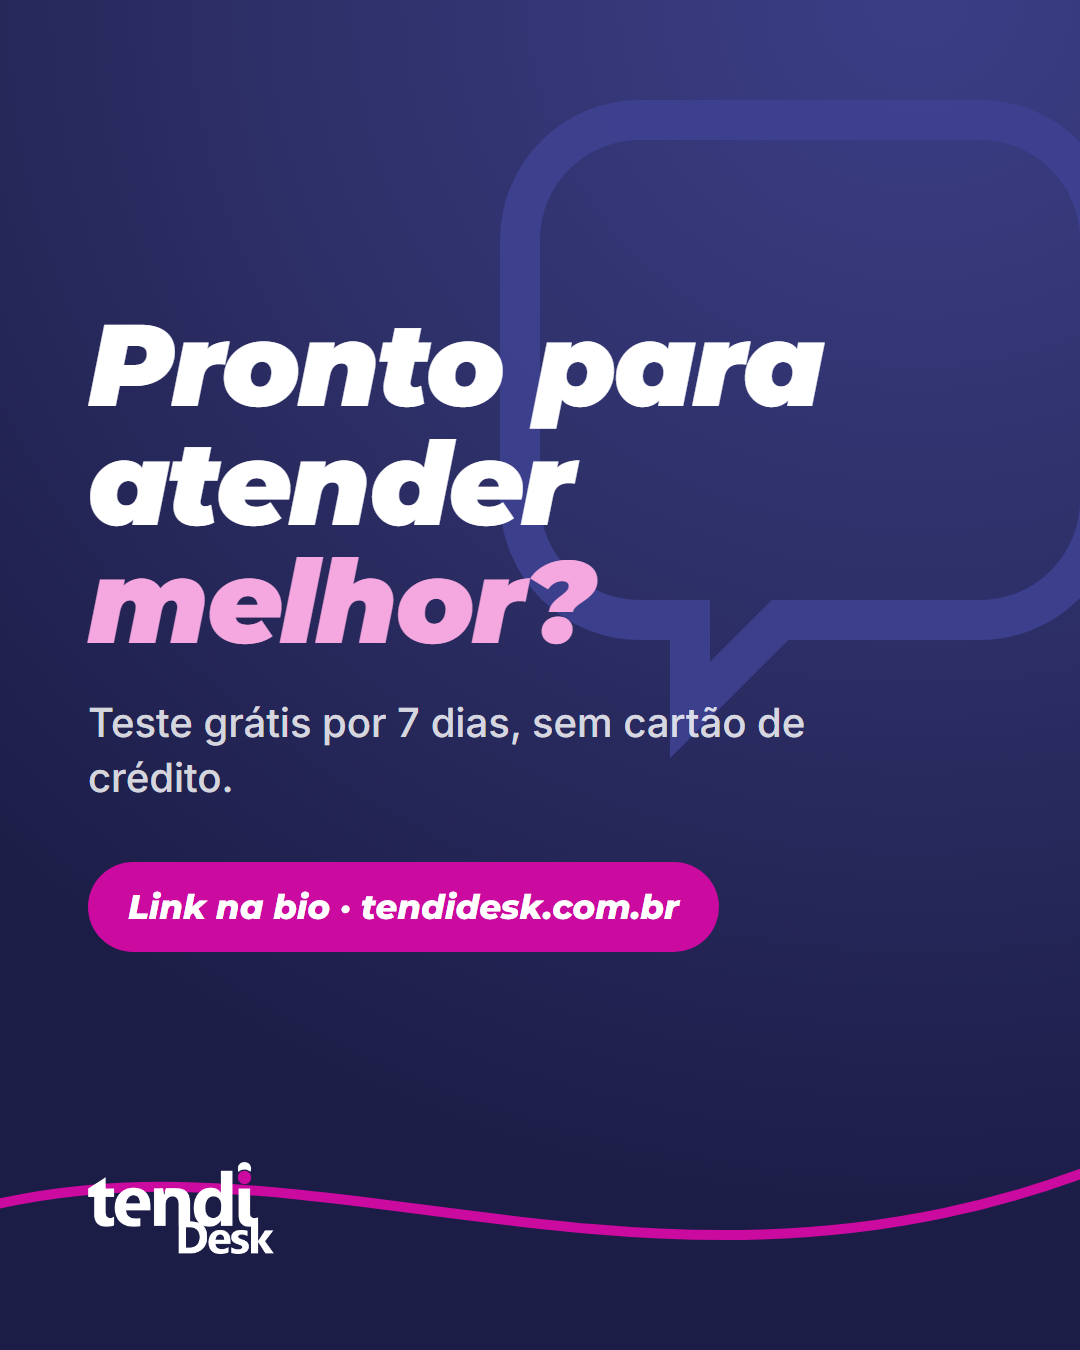 Pronto para
atender
melhor?
Teste grátis por 7 dias, sem cartão de
crédito.
Link na bio · tendidesk.com.br
tendi
Desk